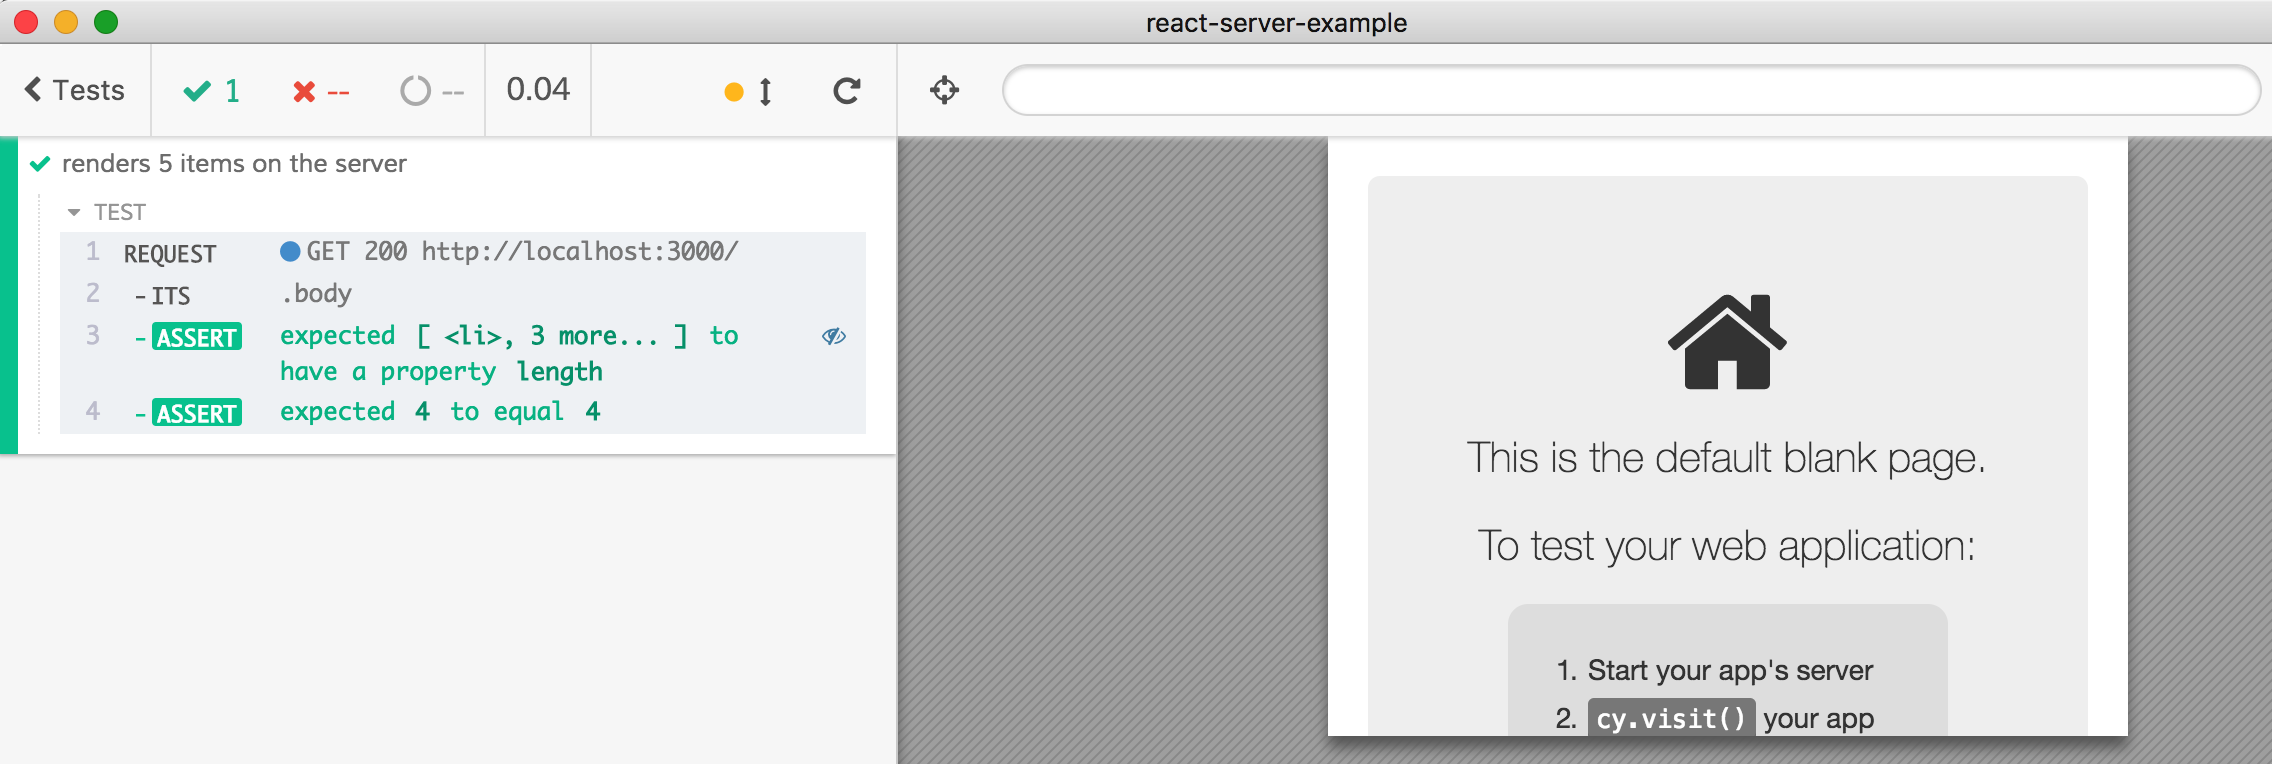 react-server-example
Tests
1
--
--
0.04
renders 5 items on the server
TEST
1 REQUEST GET 200 http://localhost:3000/
2 -ITS .body
3 -ASSERT expected [ <li>, 3 more... ] to
have a property length
4 -ASSERT expected 4 to equal 4
This is the default blank page.
To test your web application:
1. Start your app's server
2. cy.visit() your app